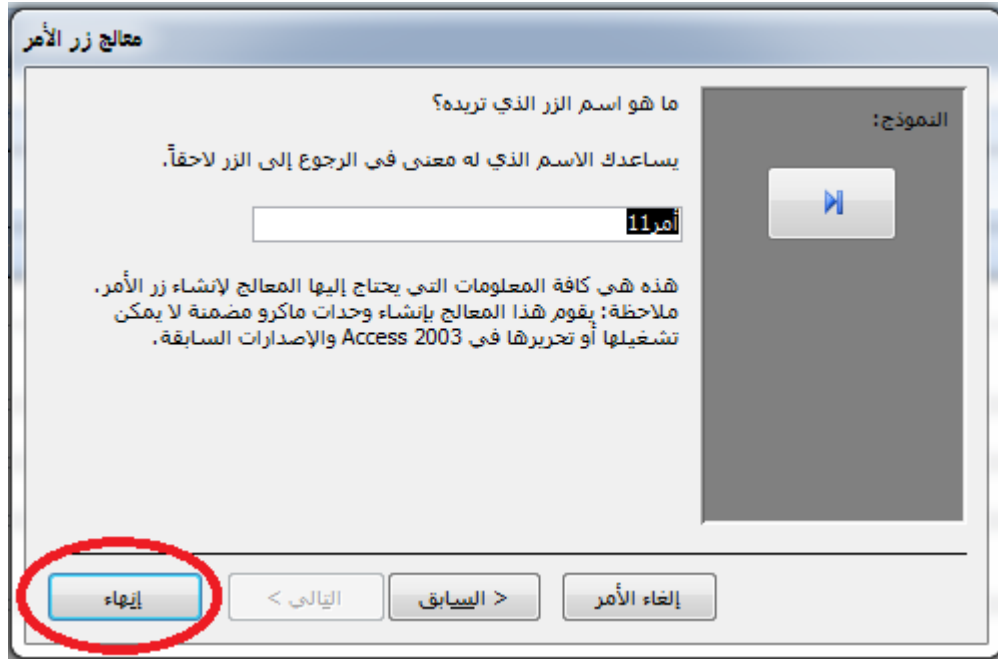 معالج زر الأمر
النموذج:
ما هو اسم الزر الذي تريده؟
يساعدك الاسم الذي له معنى في الرجوع إلى الزر لاحقاً.
أمر11
هذه هي كافة المعلومات التي يحتاج إليها المعالج لإنشاء زر الأمر.
ملاحظة: يقوم هذا المعالج بإنشاء وحدات ماكرو مضمنة لا يمكن
تشغيلها أو تحريرها في Access 2003 والإصدارات السابقة.
إلغاء الأمر
< السابق
التالي >
إنهاء